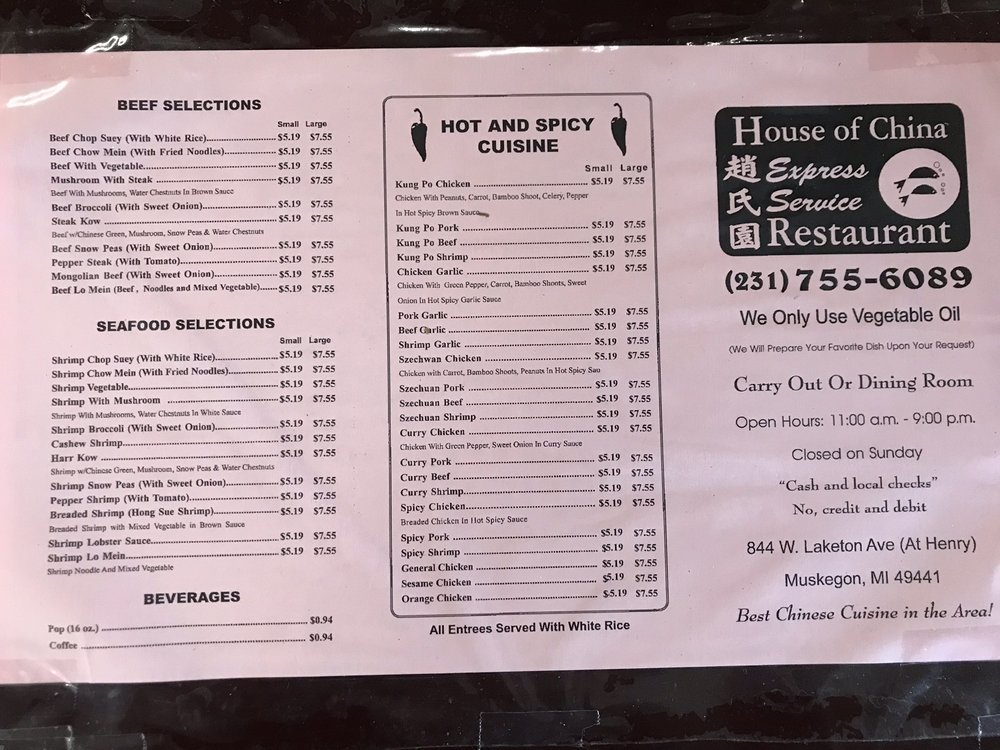 BEEF SELECTIONS
Small Large
Beef Chop Suey (With White Rice)..........$5.19 $7.55
Beef Chow Mein (With Fried Noodles)..........$5.19 $7.55
Beef With Vegetable..........$5.19 $7.55
Mushroom With Steak ..........$5.19 $7.55
Beef With Mushrooms, Water Chestnuts In Brown Sauce
Beef Broccoli (With Sweet Onion)..........$5.19 $7.55
Steak Kow ..........$5.19 $7.55
Beef w/Chinese Green, Mushroom, Snow Peas & Water Chestnuts
Beef Snow Peas (With Sweet Onion)..........$5.19 $7.55
Pepper Steak (With Tomato)..........$5.19 $7.55
Mongolian Beef (With Sweet Onion)..........$5.19 $7.55
Beef Lo Mein (Beef, Noodles and Mixed Vegetable).......$5.19 $7.55
SEAFOOD SELECTIONS
Small Large
Shrimp Chop Suey (With White Rice)..........$5.19 $7.55
Shrimp Chow Mein (With Fried Noodles)..........$5.19 $7.55
Shrimp Vegetable..........$5.19 $7.55
Shrimp With Mushroom ..........$5.19 $7.55
Shrimp With Mushrooms, Water Chestnuts In White Sauce
Shrimp Broccoli (With Sweet Onion)..........$5.19 $7.55
Cashew Shrimp..........$5.19 $7.55
Harr Kow ..........$5.19 $7.55
Shrimp w/Chinese Green, Mushroom, Snow Peas & Water Chestnuts
Shrimp Snow Peas (With Sweet Onion)..........$5.19 $7.55
Pepper Shrimp (With Tomato)..........$5.19 $7.55
Breaded Shrimp (Hong Sue Shrimp)..........$5.19 $7.55
Breaded Shrimp with Mixed Vegetable in Brown Sauce
Shrimp Lobster Sauce..........$5.19 $7.55
Shrimp Lo Mein..........$5.19 $7.55
Shrimp Noodle And Mixed Vegetable
BEVERAGES
Pop (16 oz.) ..........$0.94
Coffee ..........$0.94
HOT AND SPICY
CUISINE
Small Large
Kung Po Chicken ..........$5.19 $7.55
Chicken With Peanuts, Carrot, Bamboo Shoot, Celery, Pepper
In Hot Spicy Brown Sauce
Kung Po Pork ..........$5.19 $7.55
Kung Po Beef ..........$5.19 $7.55
Kung Po Shrimp ..........$5.19 $7.55
Chicken Garlic ..........$5.19 $7.55
Chicken With Green Pepper, Carrot, Bamboo Shoots, Sweet
Onion In Hot Spicy Garlic Sauce
Pork Garlic ..........$5.19 $7.55
Beef Garlic ..........$5.19 $7.55
Shrimp Garlic ..........$5.19 $7.55
Szechwan Chicken ..........$5.19 $7.55
Chicken with Carrot, Bamboo Shoots, Peanuts In Hot Spicy Sau
Szechuan Pork ..........$5.19 $7.55
Szechuan Beef ..........$5.19 $7.55
Szechuan Shrimp ..........$5.19 $7.55
Curry Chicken ..........$5.19 $7.55
Chicken With Green Pepper, Sweet Onion In Curry Sauce
Curry Pork ..........$5.19 $7.55
Curry Beef ..........$5.19 $7.55
Curry Shrimp..........$5.19 $7.55
Spicy Chicken..........$5.19 $7.55
Breaded Chicken In Hot Spicy Sauce
Spicy Pork ..........$5.19 $7.55
Spicy Shrimp ..........$5.19 $7.55
General Chicken ..........$5.19 $7.55
Sesame Chicken ..........$5.19 $7.55
Orange Chicken ..........$5.19 $7.55
All Entrees Served With White Rice
House of China
趙 Express
氏 Service
園 Restaurant
(231) 755-6089
We Only Use Vegetable Oil
(We Will Prepare Your Favorite Dish Upon Your Request)
Carry Out Or Dining Room
Open Hours: 11:00 a.m. - 9:00 p.m.
Closed on Sunday
"Cash and local checks"
No, credit and debit
844 W. Laketon Ave (At Henry)
Muskegon, MI 49441
Best Chinese Cuisine in the Area!